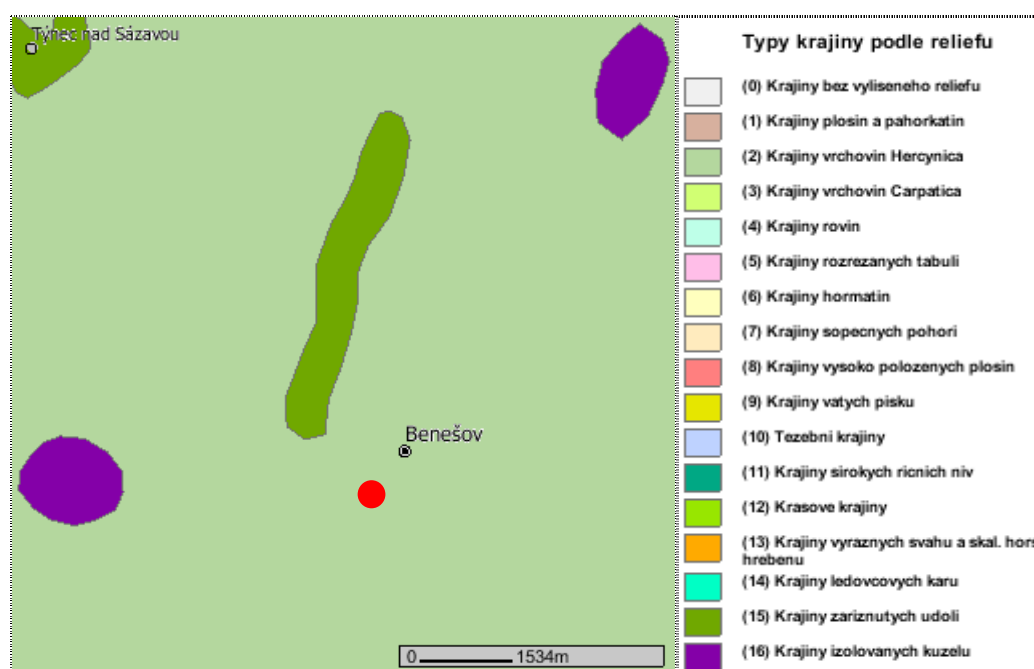 Týnec nad Sázavou
Benešov
0 1534m
Typy krajiny podle reliefu
(0) Krajiny bez vyliseneho reliefu
(1) Krajiny plosin a pahorkatin
(2) Krajiny vrchovin Hercynica
(3) Krajiny vrchovin Carpatica
(4) Krajiny rovin
(5) Krajiny rozrezanych tabuli
(6) Krajiny hormatin
(7) Krajiny sopecnych pohori
(8) Krajiny vysoko polozenych plosin
(9) Krajiny vatych pisku
(10) Tezebni krajiny
(11) Krajiny sirokych ricnich niv
(12) Krasove krajiny
(13) Krajiny vyraznych svahu a skal. hors
hrebenu
(14) Krajiny ledovcovych karu
(15) Krajiny zariznutych udoli
(16) Krajiny izolovanych kuzelu